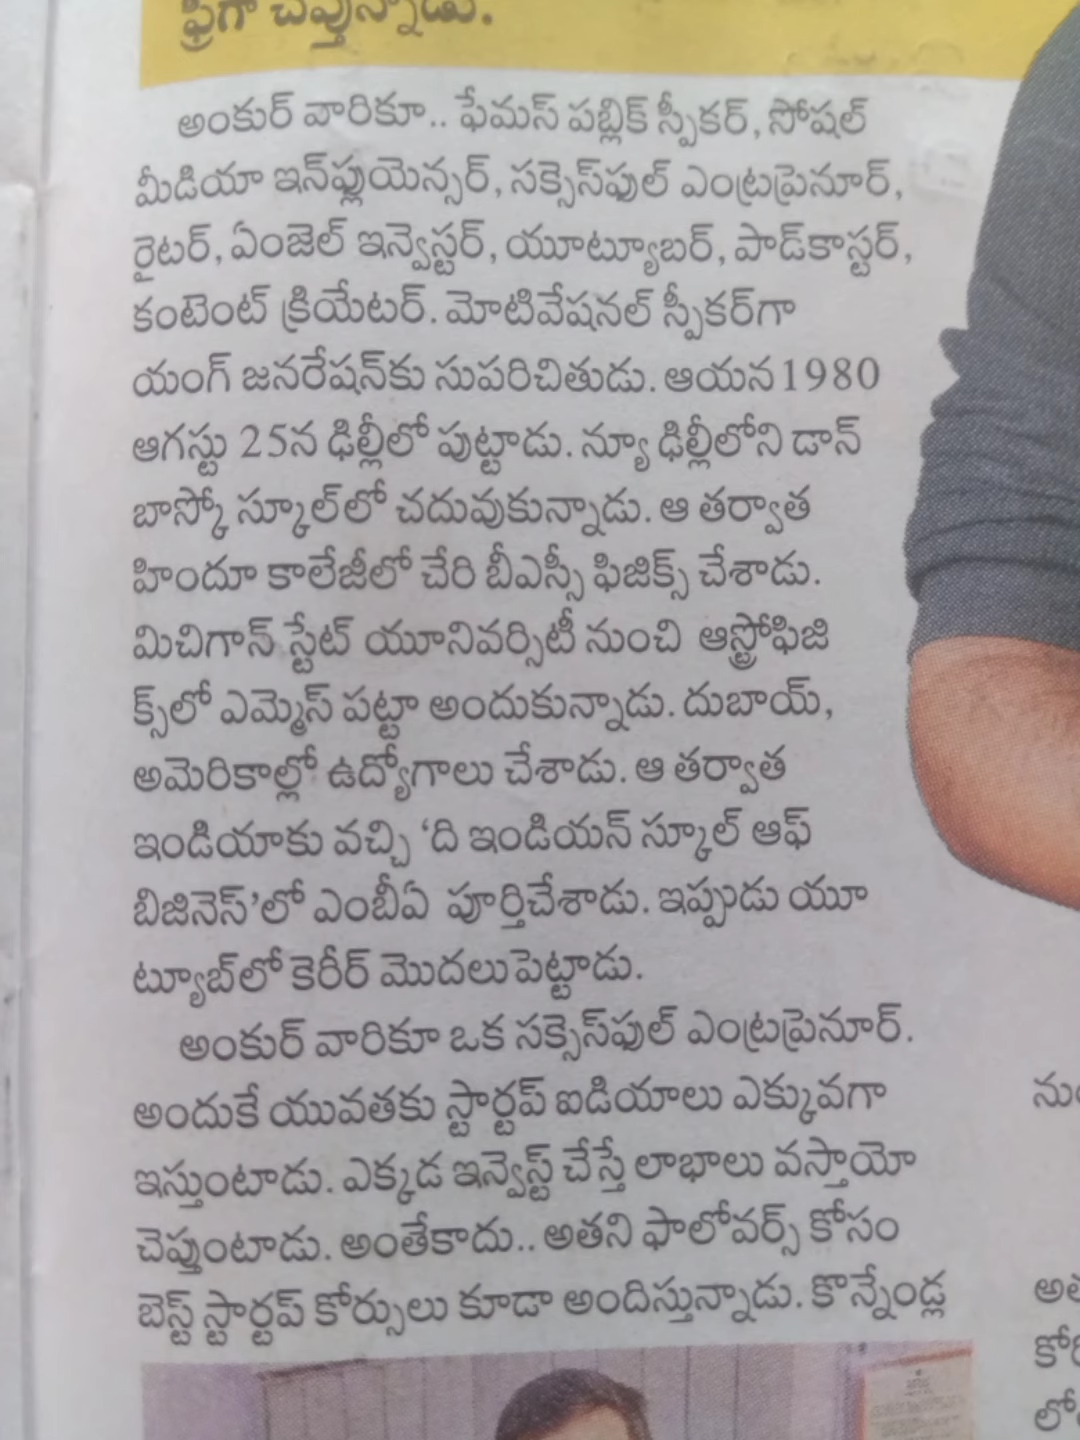 ఫ్రీగా చెప్తున్నాడు.
అంకుర్ వారికూ.. ఫేమస్ పబ్లిక్ స్పీకర్, సోషల్
మీడియా ఇన్‌ఫ్లుయెన్సర్, సక్సెస్‌ఫుల్ ఎంట్రప్రెనూర్,
రైటర్, ఏంజెల్ ఇన్వెస్టర్, యూట్యూబర్, పాడ్‌కాస్టర్,
కంటెంట్ క్రియేటర్. మోటివేషనల్ స్పీకర్‌గా
యంగ్ జనరేషన్‌కు సుపరిచితుడు. ఆయన 1980
ఆగస్టు 25న ఢిల్లీలో పుట్టాడు. న్యూ ఢిల్లీలోని డాన్
బాస్కో స్కూల్‌లో చదువుకున్నాడు. ఆ తర్వాత
హిందూ కాలేజీలో చేరి బీఎస్సీ ఫిజిక్స్ చేశాడు.
మిచిగాన్ స్టేట్ యూనివర్సిటీ నుంచి ఆస్ట్రోఫిజి
క్స్‌లో ఎమ్మెస్ పట్టా అందుకున్నాడు. దుబాయ్,
అమెరికాల్లో ఉద్యోగాలు చేశాడు. ఆ తర్వాత
ఇండియాకు వచ్చి ‘ది ఇండియన్ స్కూల్ ఆఫ్
బిజినెస్’లో ఎంబీఏ పూర్తిచేశాడు. ఇప్పుడు యూ
ట్యూబ్‌లో కెరీర్ మొదలుపెట్టాడు.
అంకుర్ వారికూ ఒక సక్సెస్‌ఫుల్ ఎంట్రప్రెనూర్.
అందుకే యువతకు స్టార్టప్ ఐడియాలు ఎక్కువగా
ఇస్తుంటాడు. ఎక్కడ ఇన్వెస్ట్ చేస్తే లాభాలు వస్తాయో
చెప్తుంటాడు. అంతేకాదు.. అతని ఫాలోవర్స్ కోసం
బెస్ట్ స్టార్టప్ కోర్సులు కూడా అందిస్తున్నాడు. కొన్నేండ్ల